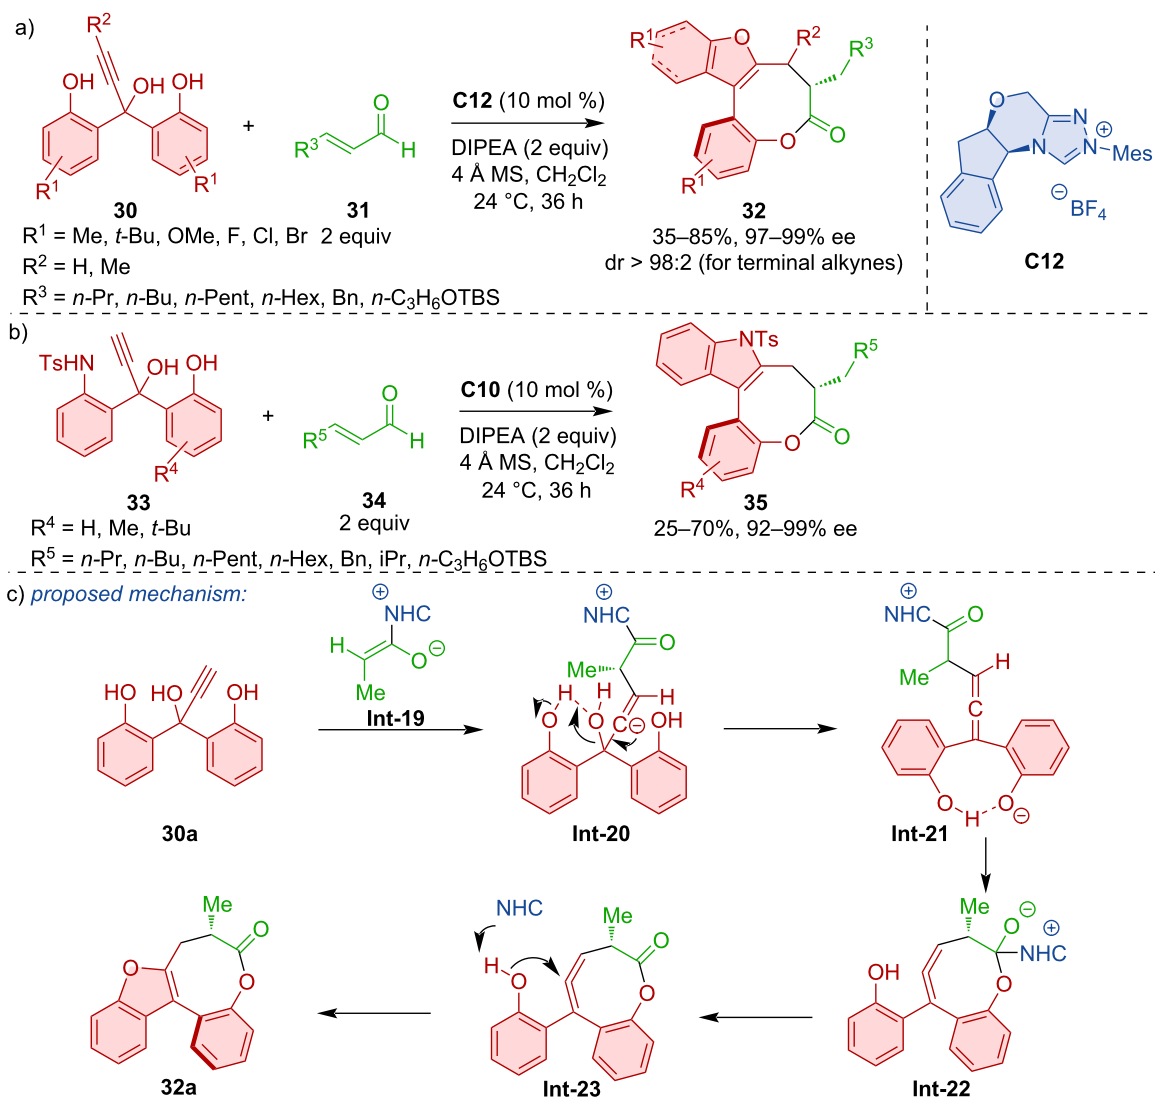 a)
R2
OH
OH
OH
R1
R1
30
+
R3
O
H
31
2 equiv
C12 (10 mol %)
DIPEA (2 equiv)
4 Å MS, CH2Cl2
24 °C, 36 h
R1
O
R2
R3
O
O
R1
32
35–85%, 97–99% ee
dr > 98:2 (for terminal alkynes)
O
N
N
N
+
Mes
−
BF4
C12
R1 = Me, t-Bu, OMe, F, Cl, Br
R2 = H, Me
R3 = n-Pr, n-Bu, n-Pent, n-Hex, Bn, n-C3H6OTBS
b)
TsHN
OH
OH
R4
33
+
R5
O
H
34
2 equiv
C10 (10 mol %)
DIPEA (2 equiv)
4 Å MS, CH2Cl2
24 °C, 36 h
NTs
R5
O
O
R4
35
25–70%, 92–99% ee
R4 = H, Me, t-Bu
R5 = n-Pr, n-Bu, n-Pent, n-Hex, Bn, iPr, n-C3H6OTBS
c) proposed mechanism:
HO
HO
OH
30a
+
NHC
H
O
−
Me
Int-19
+
NHC
O
Me
H
H
H
O
O
C−
OH
Int-20
+
NHC
O
Me
H
C
O
H
O
−
Int-21
Me
O
−
+
NHC
O
OH
Int-22
NHC
H
O
Me
O
O
Int-23
Me
O
O
O
32a